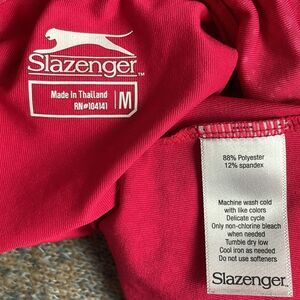 Slazenger™
Made in Thailand
RN#104141
M
88% Polyester
12% spandex
Machine wash cold
with like colors
Delicate cycle
Only non-chlorine bleach
when needed
Tumble dry low
Cool iron as needed
Do not use softeners
Slazenger.